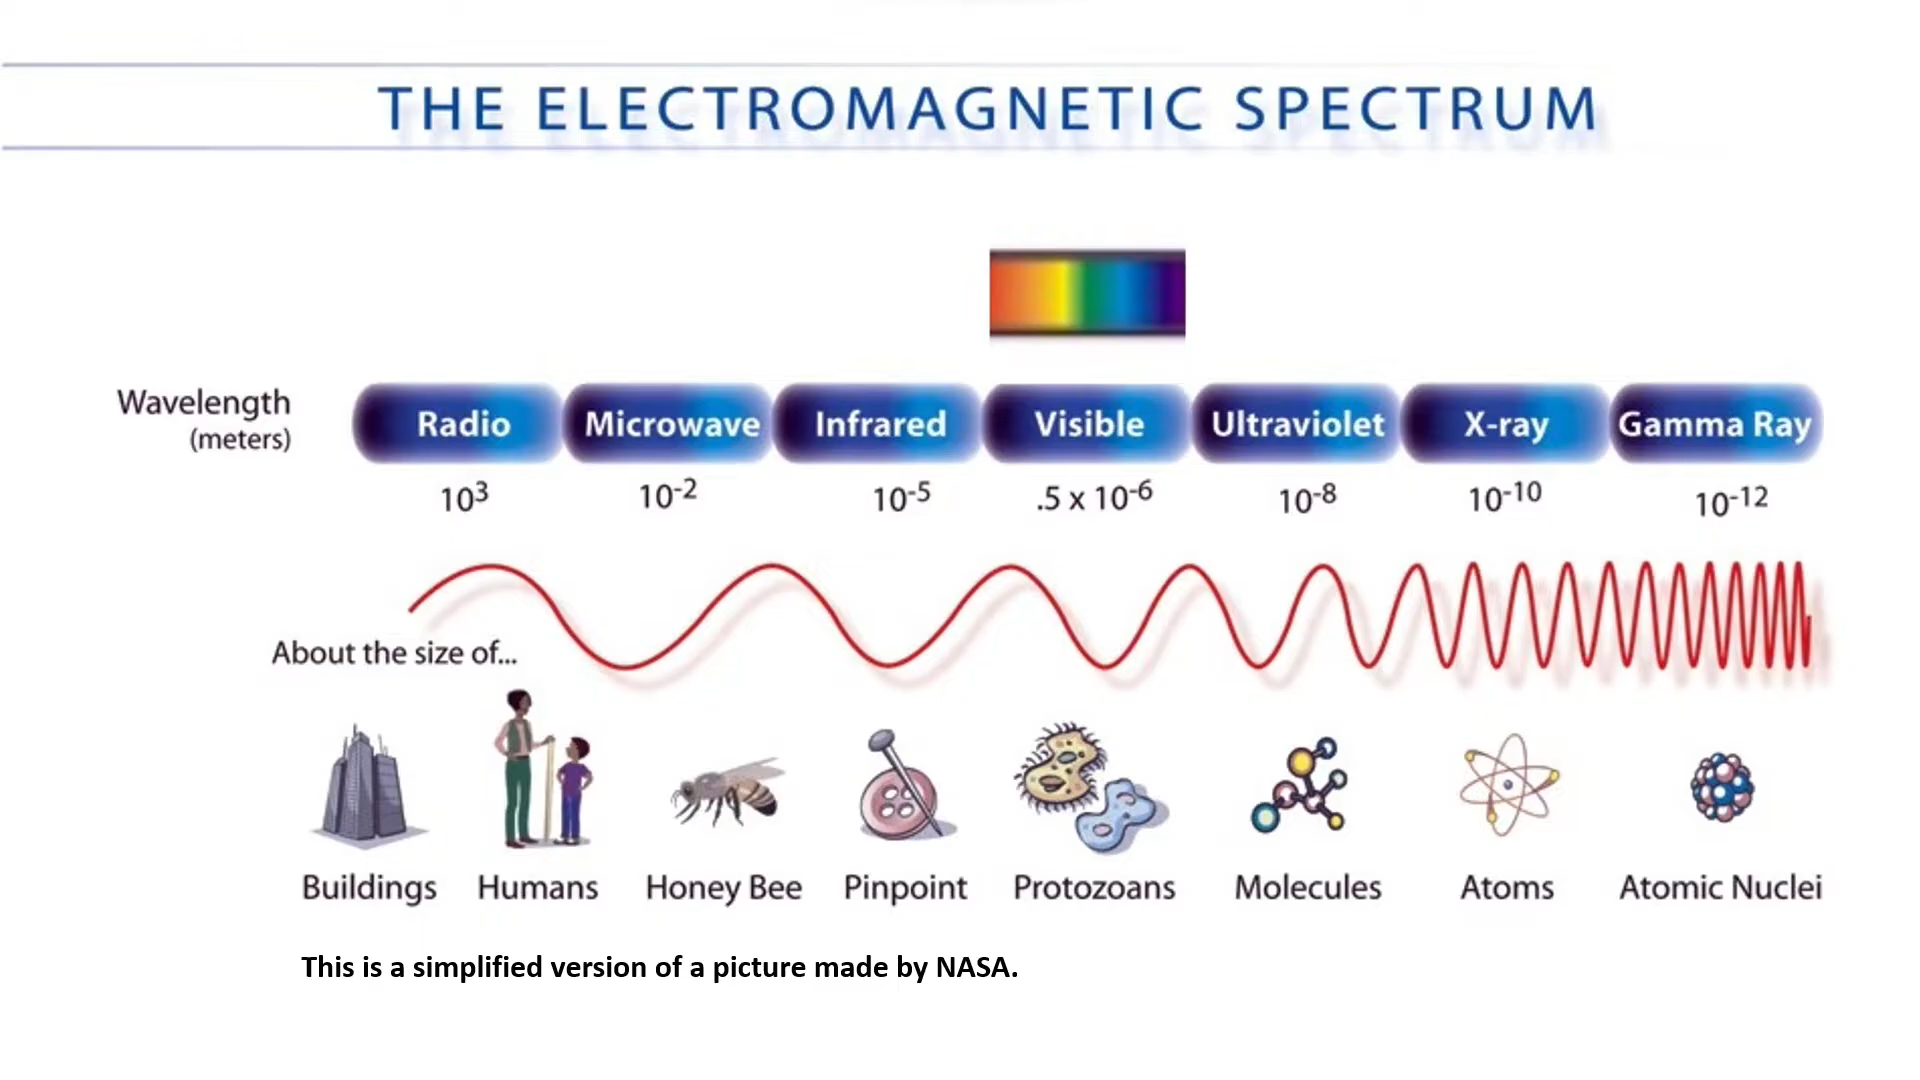 THE ELECTROMAGNETIC SPECTRUM
Wavelength
(meters)
Radio Microwave Infrared Visible Ultraviolet X-ray Gamma Ray
10³ 10⁻² 10⁻⁵ .5 x 10⁻⁶ 10⁻⁸ 10⁻¹⁰ 10⁻¹²
About the size of...
Buildings Humans Honey Bee Pinpoint Protozoans Molecules Atoms Atomic Nuclei
This is a simplified version of a picture made by NASA.